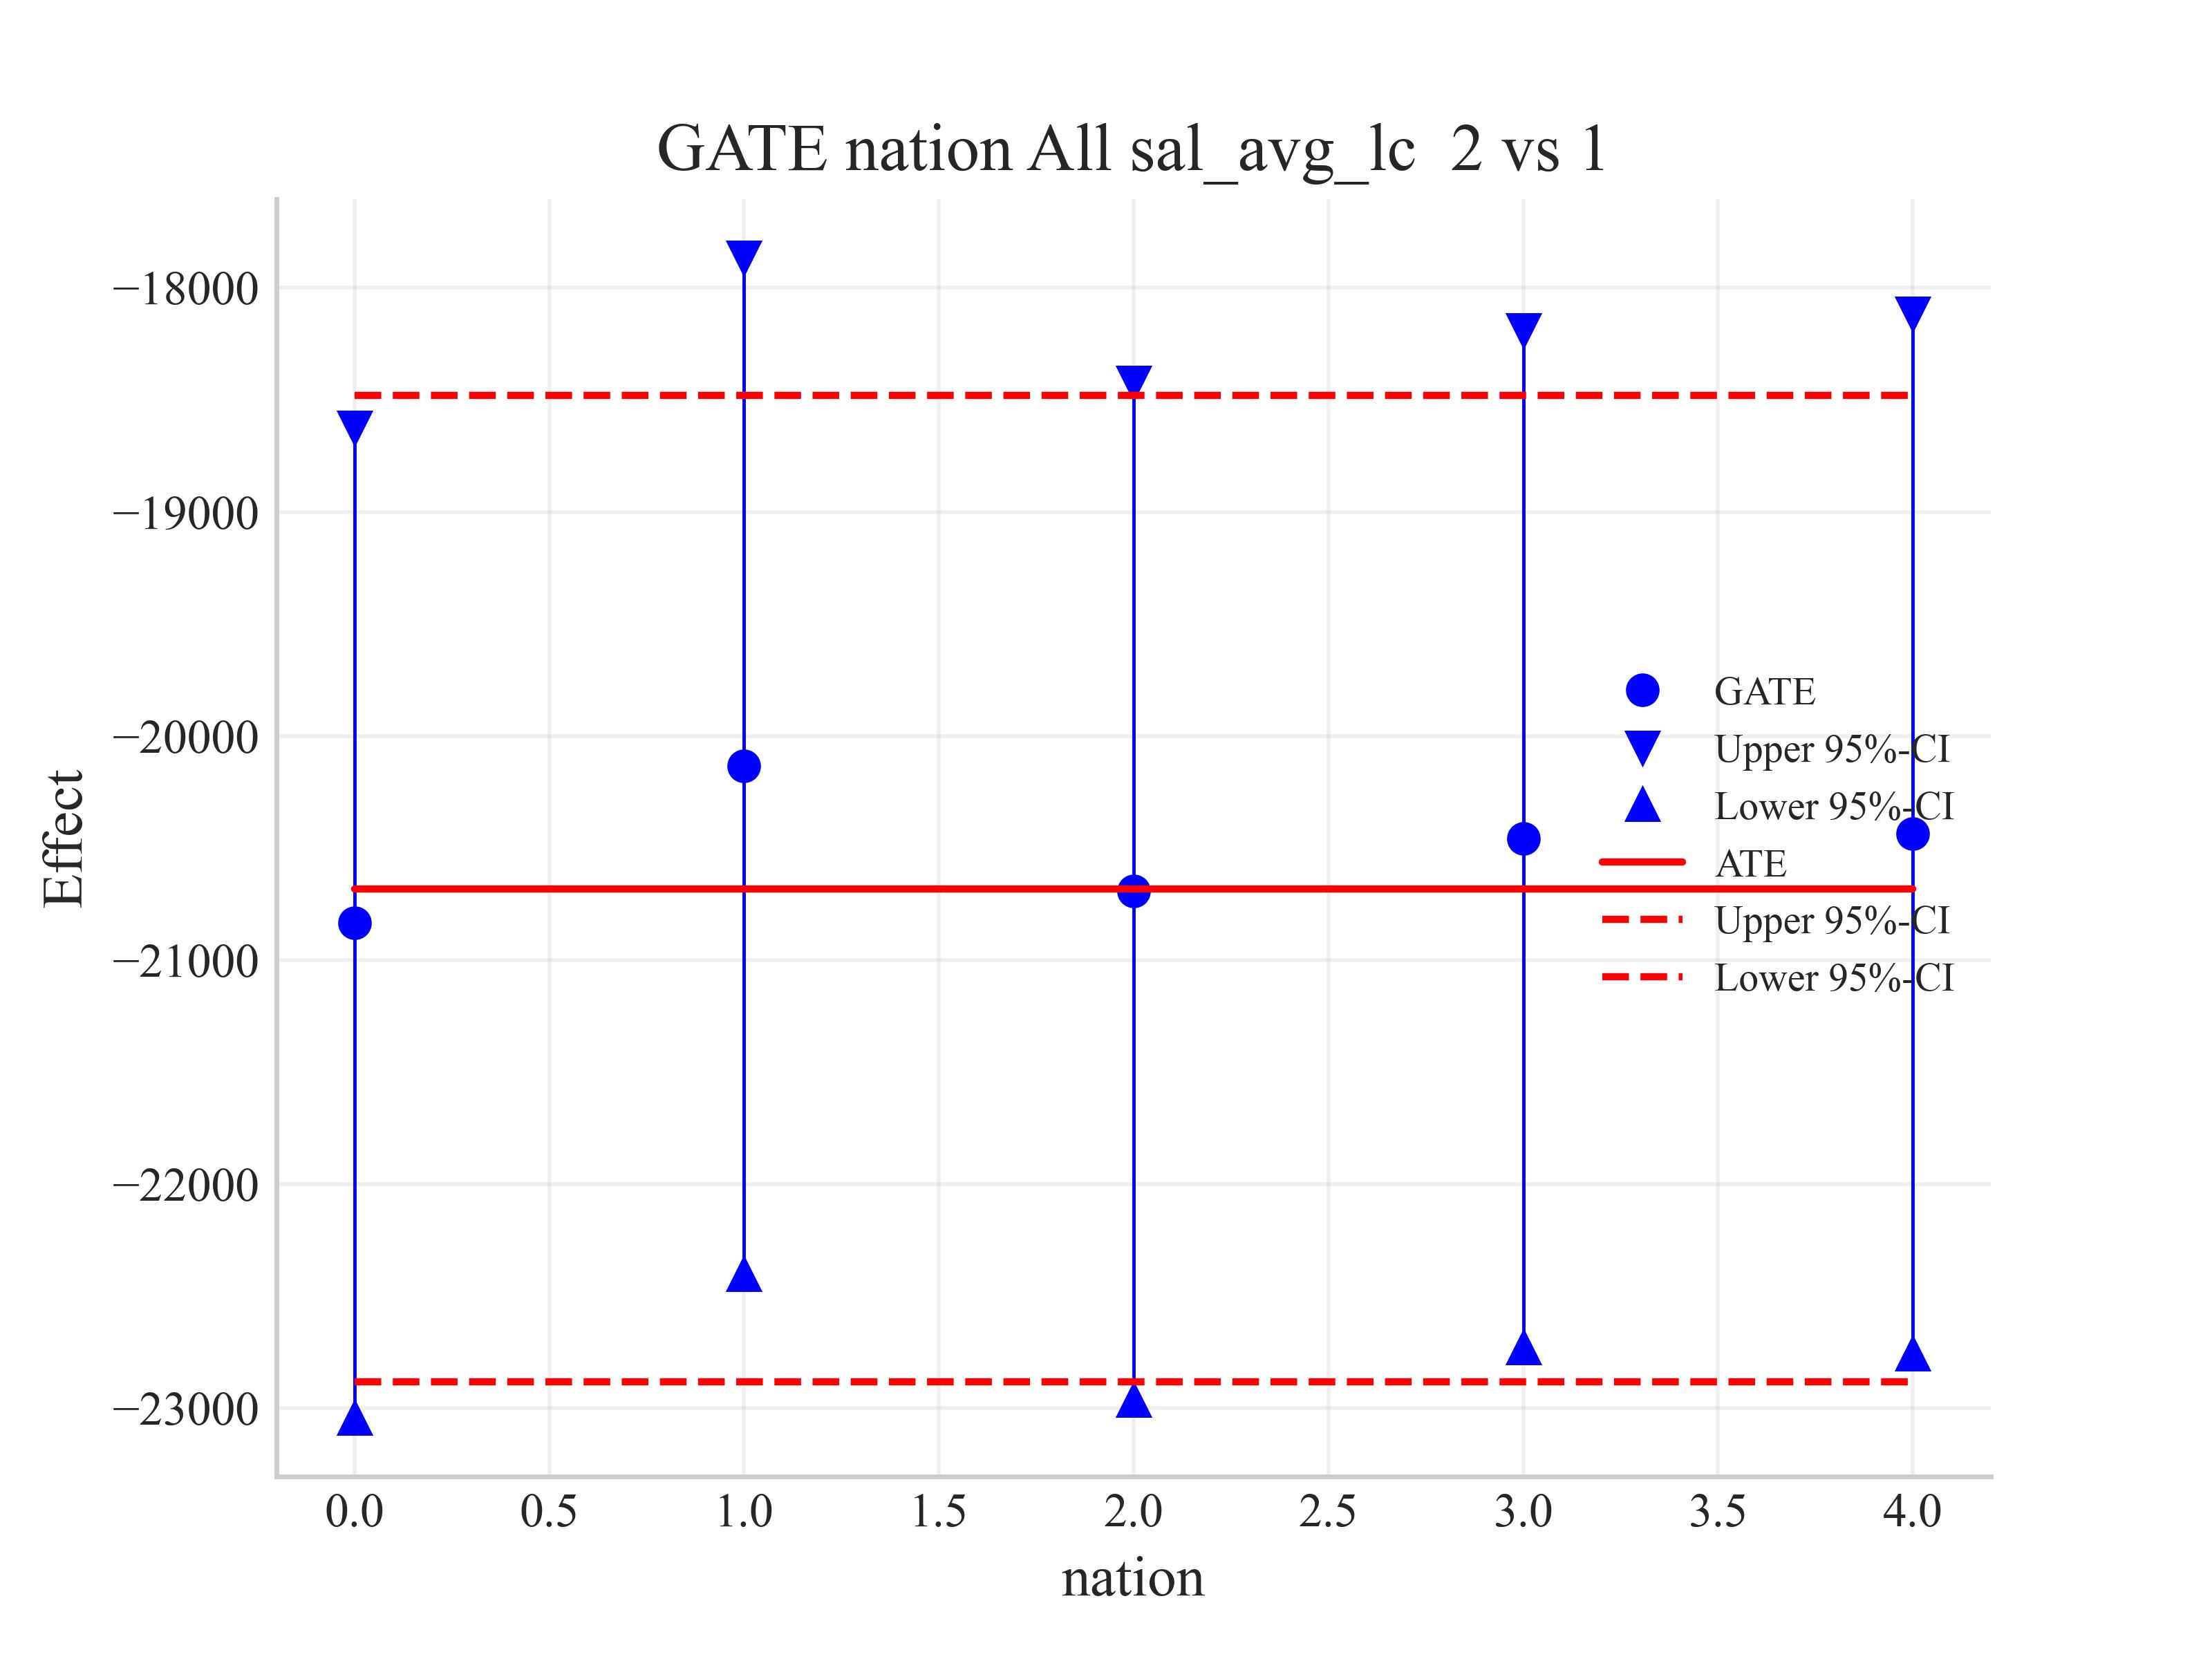 GATE nation All sal_avg_lc 2 vs 1
Effect
−18000
−19000
−20000
−21000
−22000
−23000
GATE
Upper 95%-CI
Lower 95%-CI
ATE
Upper 95%-CI
Lower 95%-CI
0.0 0.5 1.0 1.5 2.0 2.5 3.0 3.5 4.0
nation